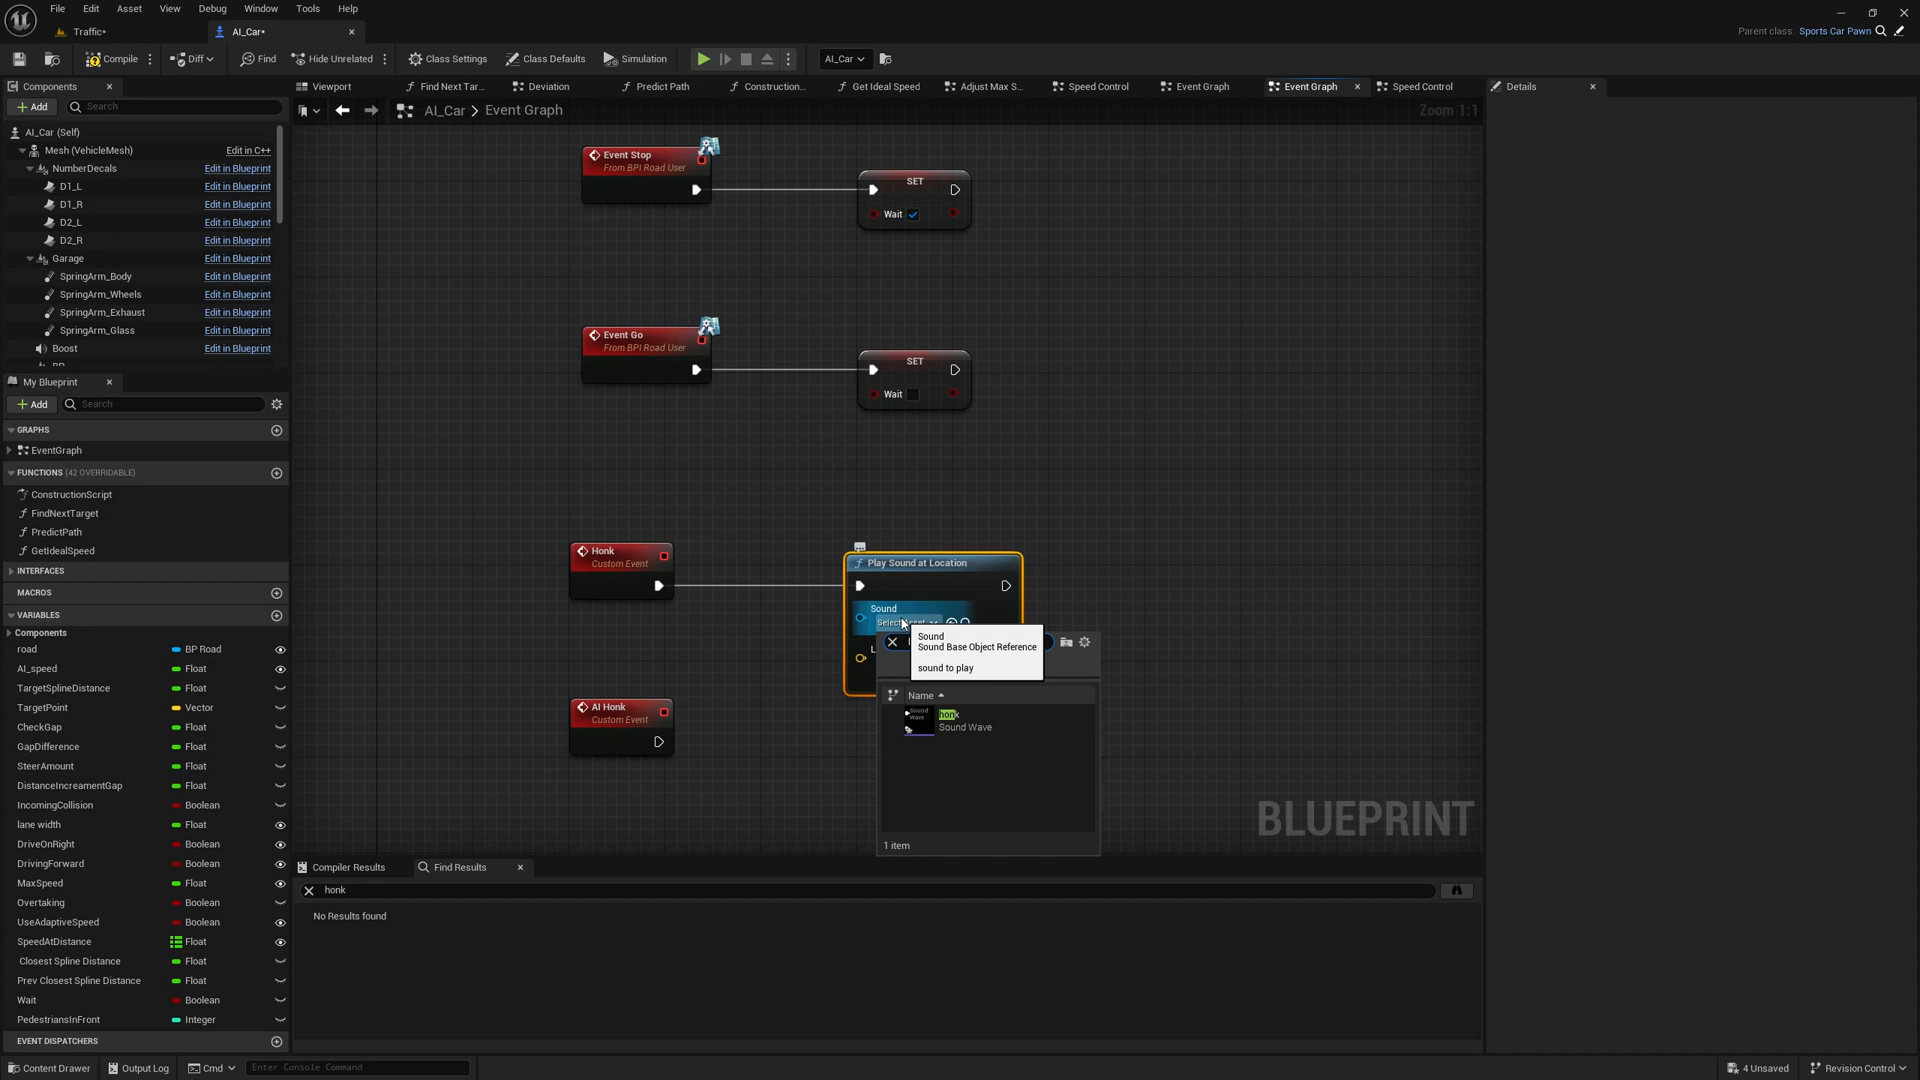 File Edit Asset View Debug Window Tools Help
Traffic•
AI_Car•
Parent class: Sports Car Pawn
Compile Diff Find Hide Unrelated Class Settings Class Defaults Simulation AI_Car
Components
Viewport Find Next Tar... Deviation Predict Path Construction... Get Ideal Speed Adjust Max S... Speed Control Event Graph Event Graph Speed Control Details
Add Search
AI_Car > Event Graph
Zoom 1:1
AI_Car (Self)
Mesh (VehicleMesh) Edit in C++
NumberDecals Edit in Blueprint
D1_L Edit in Blueprint
D1_R Edit in Blueprint
D2_L Edit in Blueprint
D2_R Edit in Blueprint
Garage Edit in Blueprint
SpringArm_Body Edit in Blueprint
SpringArm_Wheels Edit in Blueprint
SpringArm_Exhaust Edit in Blueprint
SpringArm_Glass Edit in Blueprint
Boost Edit in Blueprint
My Blueprint
Add Search
GRAPHS
EventGraph
FUNCTIONS (42 OVERRIDABLE)
ConstructionScript
FindNextTarget
PredictPath
GetIdealSpeed
INTERFACES
MACROS
VARIABLES
Components
road BP Road
AI_speed Float
TargetSplineDistance Float
TargetPoint Vector
CheckGap Float
GapDifference Float
SteerAmount Float
DistanceIncreamentGap Float
IncomingCollision Boolean
lane width Float
DriveOnRight Boolean
DrivingForward Boolean
MaxSpeed Float
Overtaking Boolean
UseAdaptiveSpeed Boolean
SpeedAtDistance Float
Closest Spline Distance Float
Prev Closest Spline Distance Float
Wait Boolean
PedestriansInFront Integer
EVENT DISPATCHERS
Event Stop
From BPI Road User
SET
Wait
Event Go
From BPI Road User
SET
Wait
Honk
Custom Event
Play Sound at Location
Sound
Sound
Sound Base Object Reference
sound to play
Name
honk
Sound Wave
1 item
AI Honk
Custom Event
BLUEPRINT
Compiler Results Find Results
honk
No Results found
Content Drawer Output Log Cmd Enter Console Command 4 Unsaved Revision Control